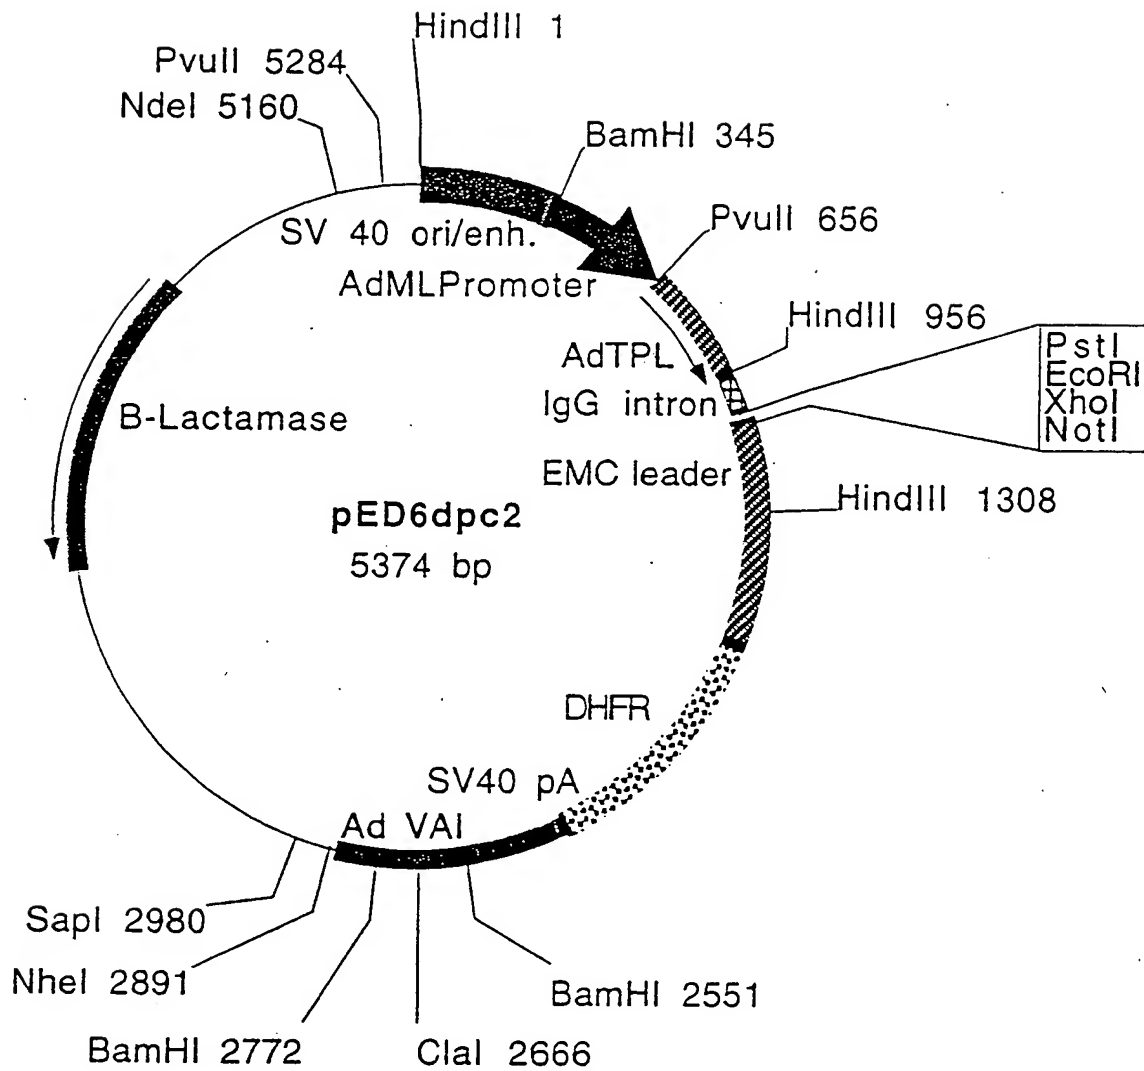 HindIII 1
PvuII 5284
NdeI 5160
BamHI 345
SV 40 ori/enh.
PvuII 656
AdMLPromoter
HindIII 956
AdTPL
PstI
EcoRI
XhoI
NotI
IgG intron
B-Lactamase
EMC leader
HindIII 1308
pED6dpc2
5374 bp
DHFR
SV40 pA
Ad VAI
SapI 2980
NheI 2891
BamHI 2551
BamHI 2772
ClaI 2666